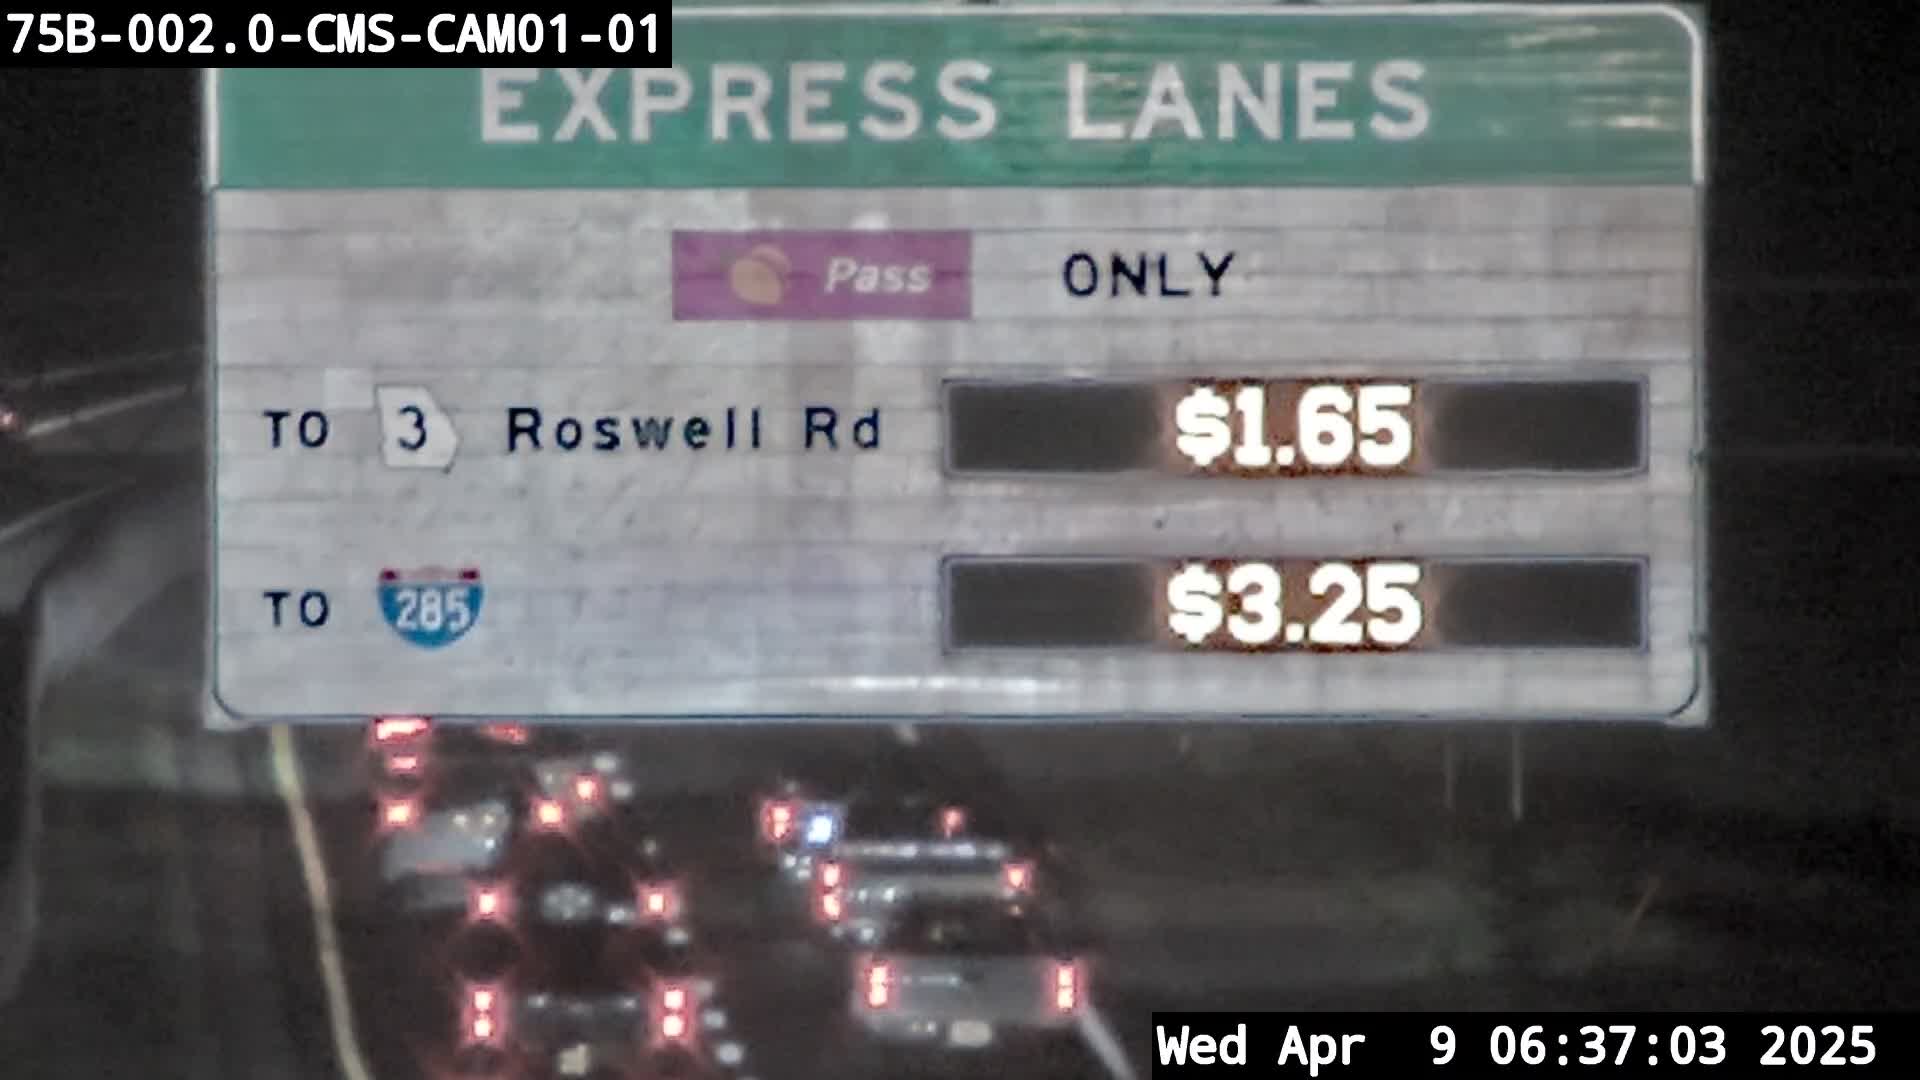 75B-002.0-CMS-CAM01-01
EXPRESS LANES
Pass ONLY
TO 3 Roswell Rd $1.65
TO 285 $3.25
Wed Apr 9 06:37:03 2025